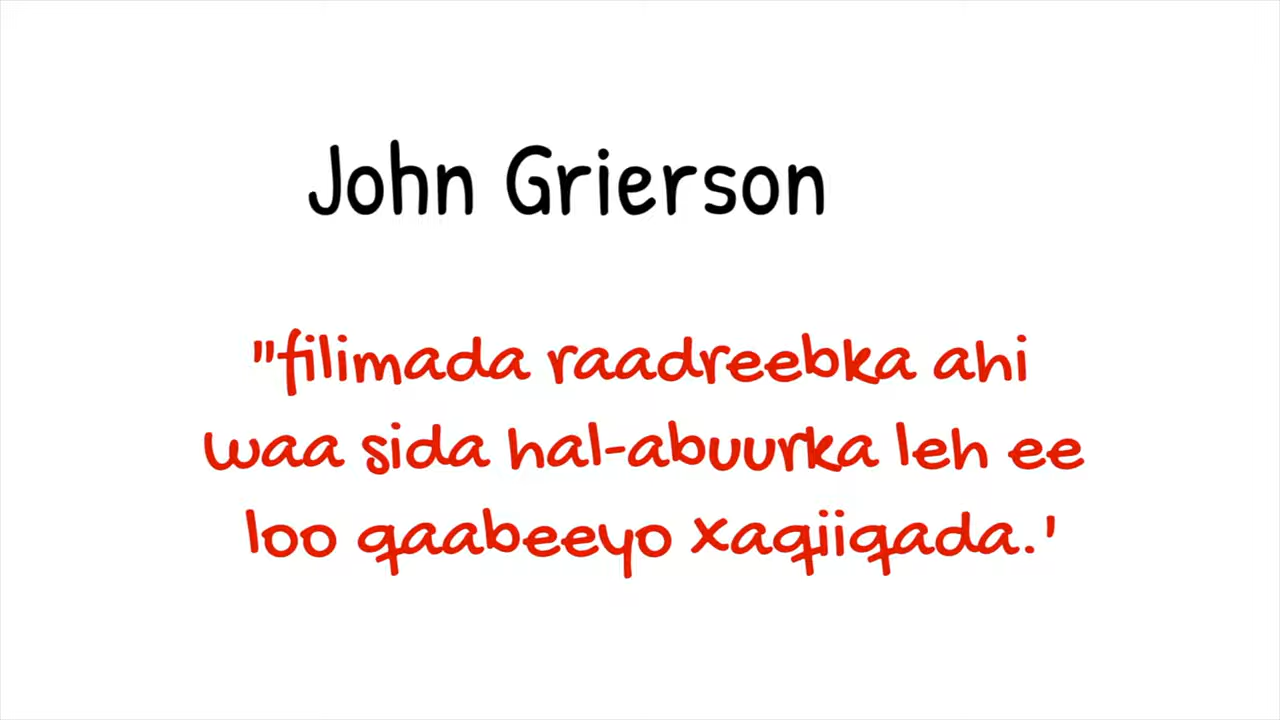 John Grierson
"filimada raadreebka ahi
waa sida hal-abuurka leh ee
loo qaabeeyo xaqiiqada.'